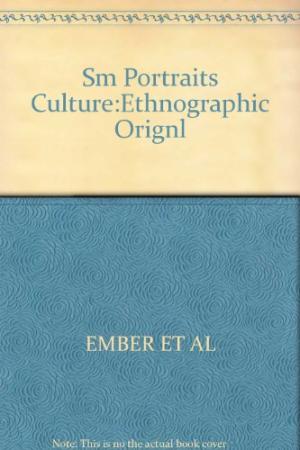 Sm Portraits
Culture:Ethnographic
Orignl
EMBER ET AL
Note: This is no the actual book cover